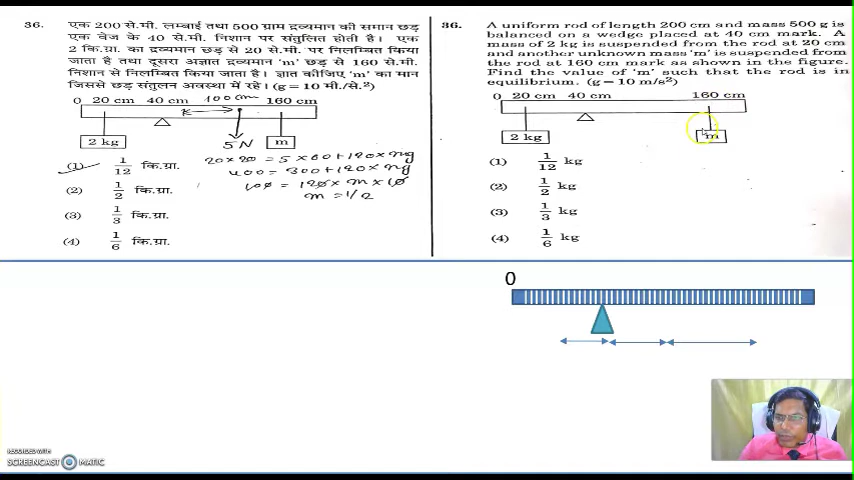 36. एक 200 से.मी. लम्बाई तथा 500 ग्राम द्रव्यमान की समान छड़
एक वेज के 40 से.मी. निशान पर संतुलित होती है। एक
2 कि.ग्रा. का द्रव्यमान छड़ से 20 से.मी. पर निलम्बित किया
जाता है तथा दूसरा अज्ञात द्रव्यमान 'm' छड़ से 160 से.मी.
निशान से निलम्बित किया जाता है। ज्ञात कीजिए 'm' का मान
जिससे छड़ संतुलन अवस्था में रहे। (g = 10 मी./से.²)
0 20 cm 40 cm 100 cm 160 cm
2 kg 5N m
20×20 = 5×60+120×mg
400 = 300+120×mg
100 = 120×m×10
m = 1/2
(1) 1/12 कि.ग्रा.
(2) 1/2 कि.ग्रा.
(3) 1/3 कि.ग्रा.
(4) 1/6 कि.ग्रा.
36. A uniform rod of length 200 cm and mass 500 g is
balanced on a wedge placed at 40 cm mark. A
mass of 2 kg is suspended from the rod at 20 cm
and another unknown mass 'm' is suspended from
the rod at 160 cm mark as shown in the figure.
Find the value of 'm' such that the rod is in
equilibrium. (g = 10 m/s²)
0 20 cm 40 cm 160 cm
2 kg m
(1) 1/12 kg
(2) 1/2 kg
(3) 1/3 kg
(4) 1/6 kg
0
RECORDED WITH
SCREENCAST MATIC